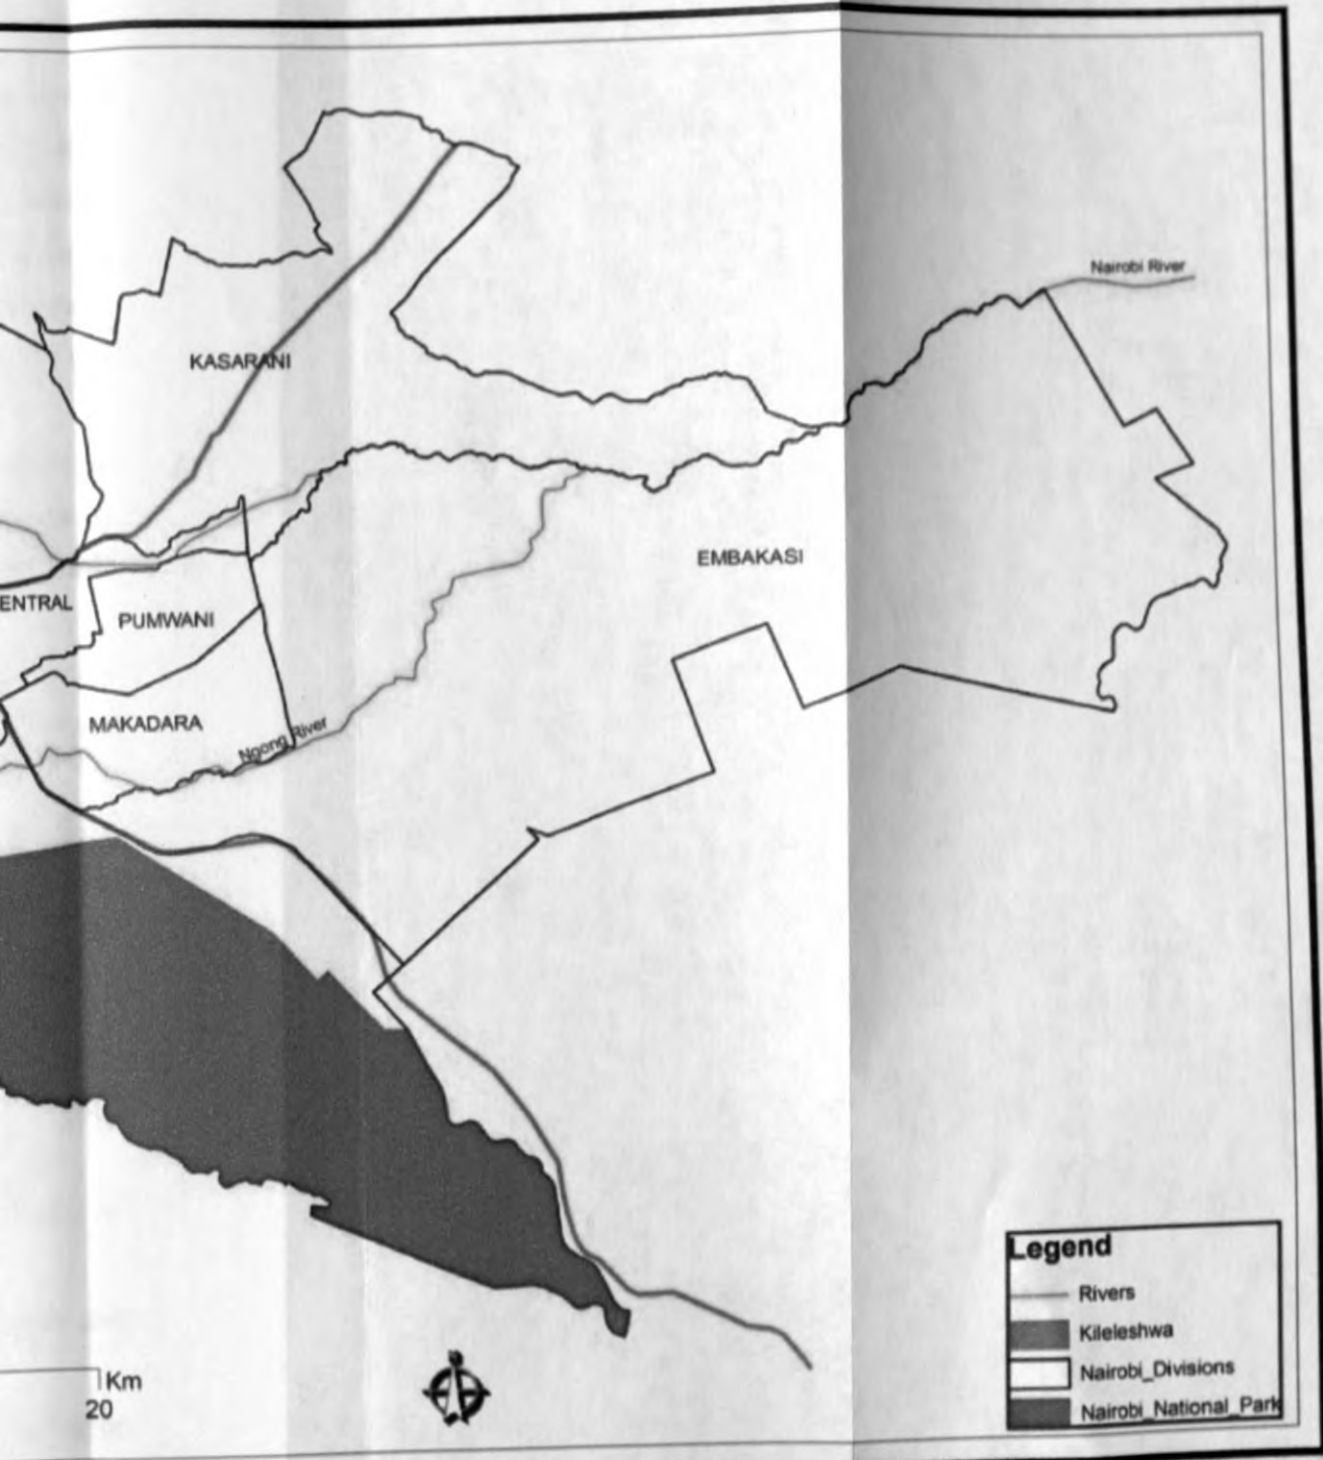 Nairobi River
KASARANI
EMBAKASI
ENTRAL
PUMWANI
MAKADARA
Ngong River
Legend
Rivers
Kileleshwa
Nairobi_Divisions
Nairobi_National_Park
Km
20